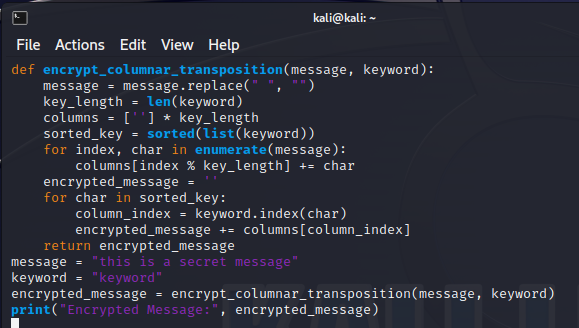 kali@kali: ~
File Actions Edit View Help
def encrypt_columnar_transposition(message, keyword):
    message = message.replace(" ", "")
    key_length = len(keyword)
    columns = [''] * key_length
    sorted_key = sorted(list(keyword))
    for index, char in enumerate(message):
        columns[index % key_length] += char
    encrypted_message = ''
    for char in sorted_key:
        column_index = keyword.index(char)
        encrypted_message += columns[column_index]
    return encrypted_message
message = "this is a secret message"
keyword = "keyword"
encrypted_message = encrypt_columnar_transposition(message, keyword)
print("Encrypted Message:", encrypted_message)